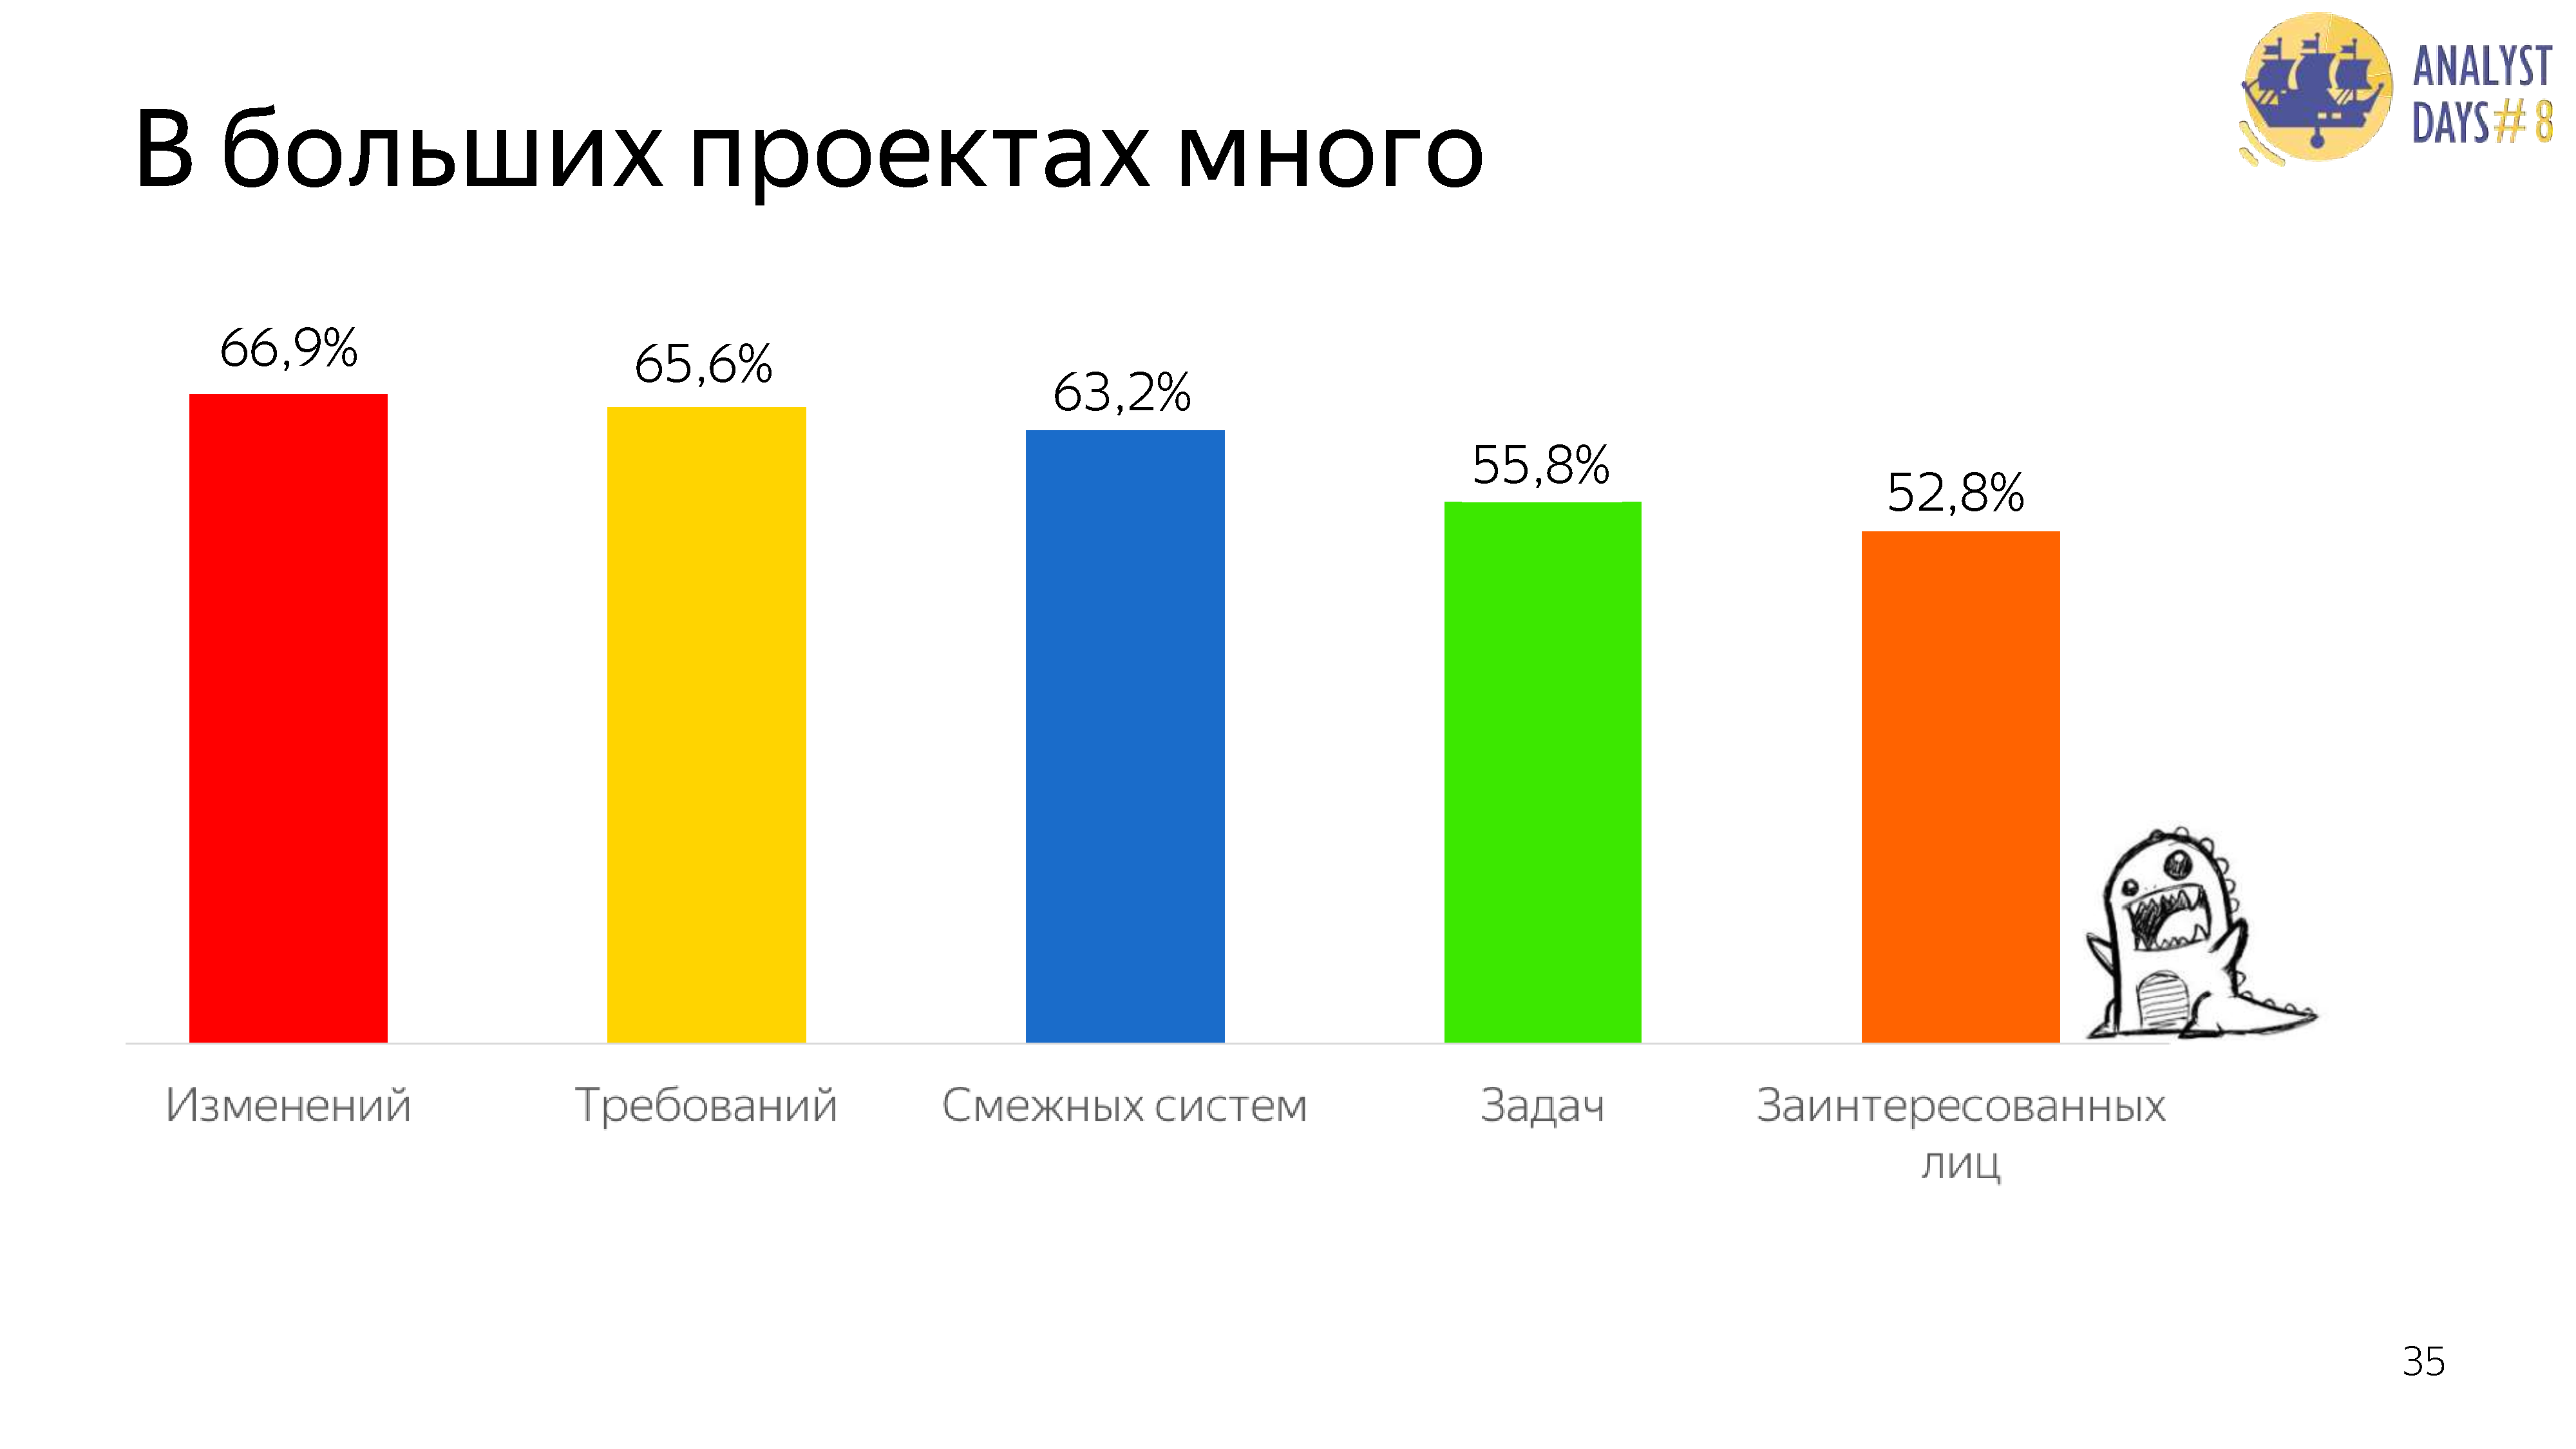 ANALYST
DAYS#8
В больших проектах много
66,9%
65,6%
63,2%
55,8%
52,8%
Изменений
Требований
Смежных систем
Задач
Заинтересованных
лиц
35